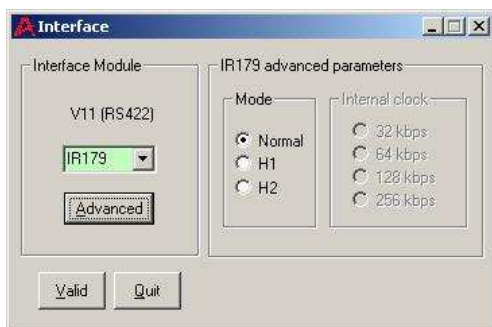 Interface
Interface Module
V11 (RS422)
IR179
Advanced
Valid
Quit
IR179 advanced parameters
Mode
Normal
H1
H2
Internal clock
32 kbps
64 kbps
128 kbps
256 kbps